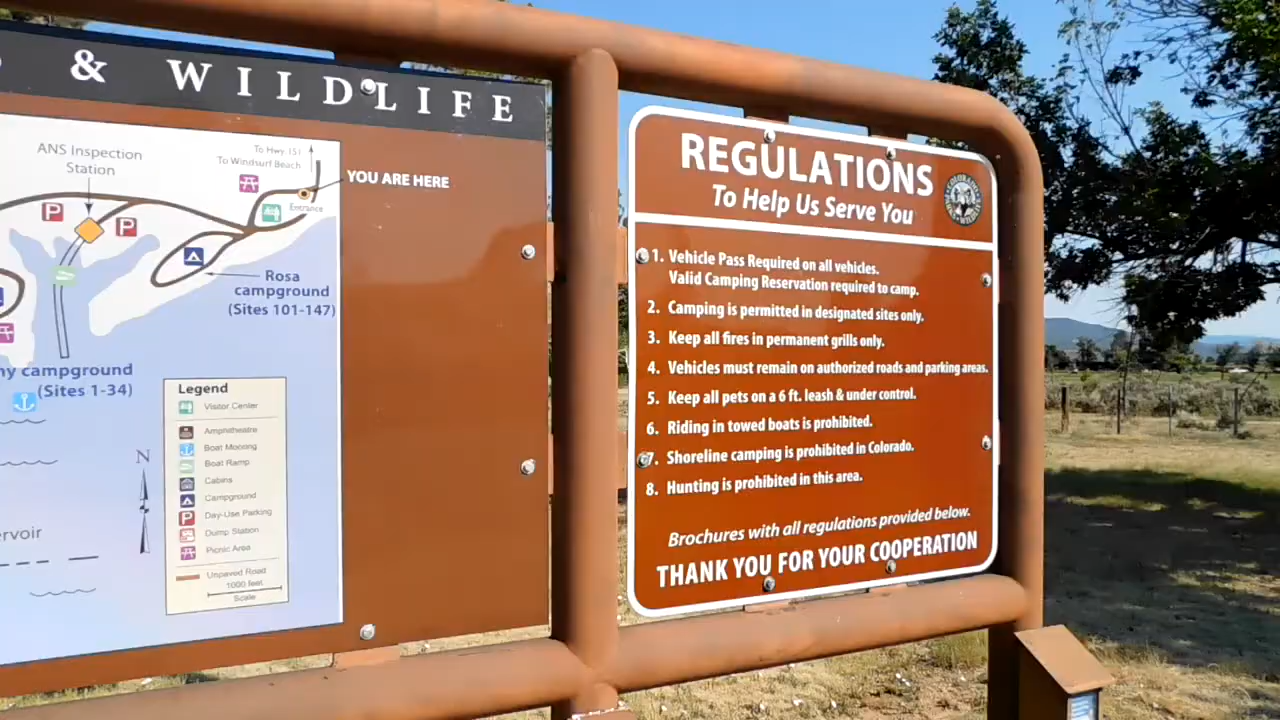 & WILDLIFE
ANS Inspection
Station
To Hwy 151
To Windsurf Beach
YOU ARE HERE
Entrance
P
P
Rosa
campground
(Sites 101-147)
campground
(Sites 1-34)
N
ervoir
Legend
Visitor Center
Amphitheatre
Boat Mooring
Boat Ramp
Cabins
Campground
P Day-Use Parking
Dump Station
Picnic Area
Unpaved Road
1000 feet
Scale
REGULATIONS
To Help Us Serve You
1. Vehicle Pass Required on all vehicles.
Valid Camping Reservation required to camp.
2. Camping is permitted in designated sites only.
3. Keep all fires in permanent grills only.
4. Vehicles must remain on authorized roads and parking areas.
5. Keep all pets on a 6 ft. leash & under control.
6. Riding in towed boats is prohibited.
7. Shoreline camping is prohibited in Colorado.
8. Hunting is prohibited in this area.
Brochures with all regulations provided below.
THANK YOU FOR YOUR COOPERATION